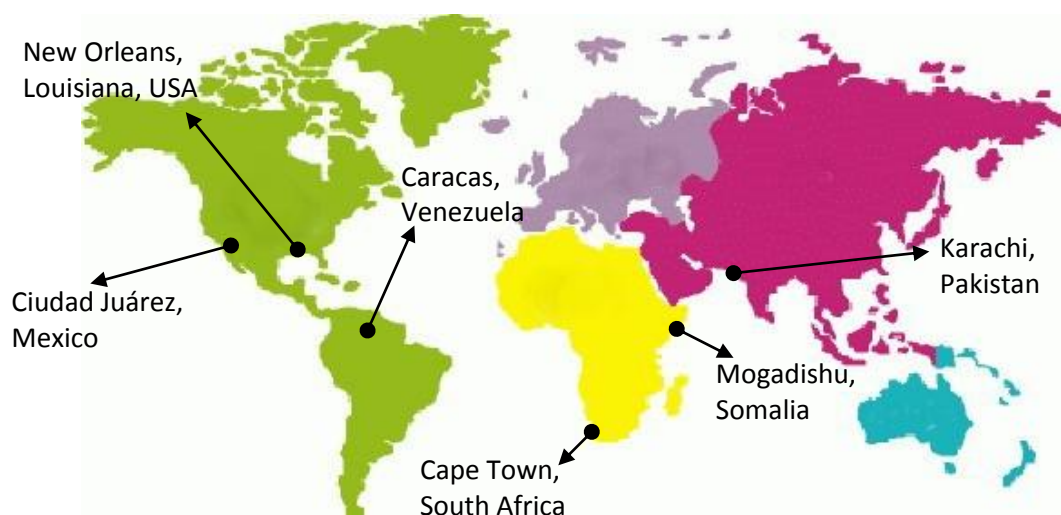 New Orleans,
Louisiana, USA
Caracas,
Venezuela
Karachi,
Pakistan
Ciudad Juárez,
Mexico
Mogadishu,
Somalia
Cape Town,
South Africa